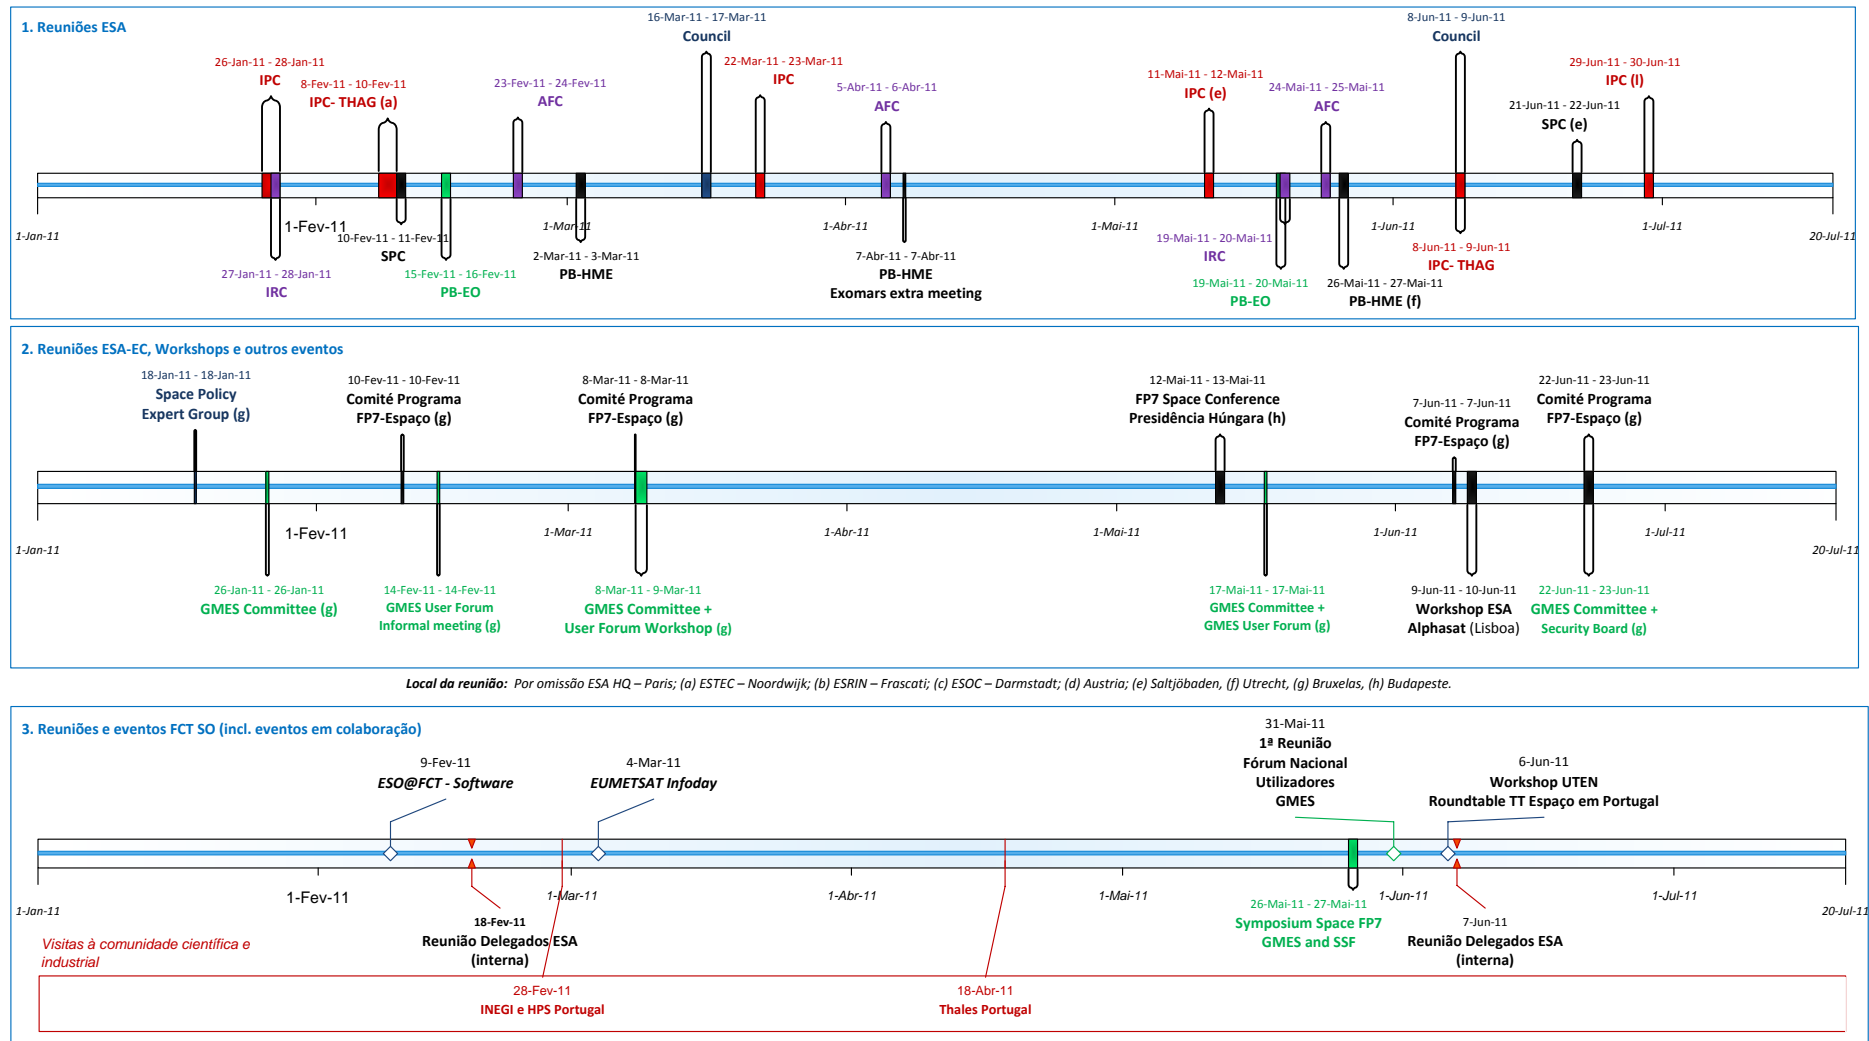 1. Reuniões ESA
16-Mar-11 - 17-Mar-11
Council
8-Jun-11 - 9-Jun-11
Council
26-Jan-11 - 28-Jan-11
IPC
8-Fev-11 - 10-Fev-11
IPC- THAG (a)
23-Fev-11 - 24-Fev-11
AFC
22-Mar-11 - 23-Mar-11
IPC
5-Abr-11 - 6-Abr-11
AFC
11-Mai-11 - 12-Mai-11
IPC (e)
24-Mai-11 - 25-Mai-11
AFC
21-Jun-11 - 22-Jun-11
SPC (e)
29-Jun-11 - 30-Jun-11
IPC (l)
1-Jan-11
1-Fev-11
1-Mar-11
1-Abr-11
1-Mai-11
1-Jun-11
1-Jul-11
20-Jul-11
27-Jan-11 - 28-Jan-11
IRC
10-Fev-11 - 11-Fev-11
SPC
15-Fev-11 - 16-Fev-11
PB-EO
2-Mar-11 - 3-Mar-11
PB-HME
7-Abr-11 - 7-Abr-11
PB-HME
Exomars extra meeting
19-Mai-11 - 20-Mai-11
IRC
19-Mai-11 - 20-Mai-11
PB-EO
26-Mai-11 - 27-Mai-11
PB-HME (f)
8-Jun-11 - 9-Jun-11
IPC- THAG
2. Reuniões ESA-EC, Workshops e outros eventos
18-Jan-11 - 18-Jan-11
Space Policy
Expert Group (g)
10-Fev-11 - 10-Fev-11
Comité Programa
FP7-Espaço (g)
8-Mar-11 - 8-Mar-11
Comité Programa
FP7-Espaço (g)
12-Mai-11 - 13-Mai-11
FP7 Space Conference
Presidência Húngara (h)
7-Jun-11 - 7-Jun-11
Comité Programa
FP7-Espaço (g)
22-Jun-11 - 23-Jun-11
Comité Programa
FP7-Espaço (g)
1-Jan-11
1-Fev-11
1-Mar-11
1-Abr-11
1-Mai-11
1-Jun-11
1-Jul-11
20-Jul-11
26-Jan-11 - 26-Jan-11
GMES Committee (g)
14-Fev-11 - 14-Fev-11
GMES User Forum
Informal meeting (g)
8-Mar-11 - 9-Mar-11
GMES Committee +
User Forum Workshop (g)
17-Mai-11 - 17-Mai-11
GMES Committee +
GMES User Forum (g)
9-Jun-11 - 10-Jun-11
Workshop ESA
Alphasat (Lisboa)
22-Jun-11 - 23-Jun-11
GMES Committee +
Security Board (g)
Local da reunião: Por omissão ESA HQ – Paris; (a) ESTEC – Noordwijk; (b) ESRIN – Frascati; (c) ESOC – Darmstadt; (d) Austria; (e) Saltjöbaden, (f) Utrecht, (g) Bruxelas, (h) Budapeste.
3. Reuniões e eventos FCT SO (incl. eventos em colaboração)
9-Fev-11
ESO@FCT - Software
4-Mar-11
EUMETSAT Infoday
31-Mai-11
1ª Reunião
Fórum Nacional
Utilizadores
GMES
6-Jun-11
Workshop UTEN
Roundtable TT Espaço em Portugal
1-Jan-11
1-Fev-11
1-Mar-11
1-Abr-11
1-Mai-11
1-Jun-11
1-Jul-11
20-Jul-11
18-Fev-11
Reunião Delegados ESA
(interna)
26-Mai-11 - 27-Mai-11
Symposium Space FP7
GMES and SSF
7-Jun-11
Reunião Delegados ESA
(interna)
Visitas à comunidade científica e
industrial
28-Fev-11
INEGI e HPS Portugal
18-Abr-11
Thales Portugal